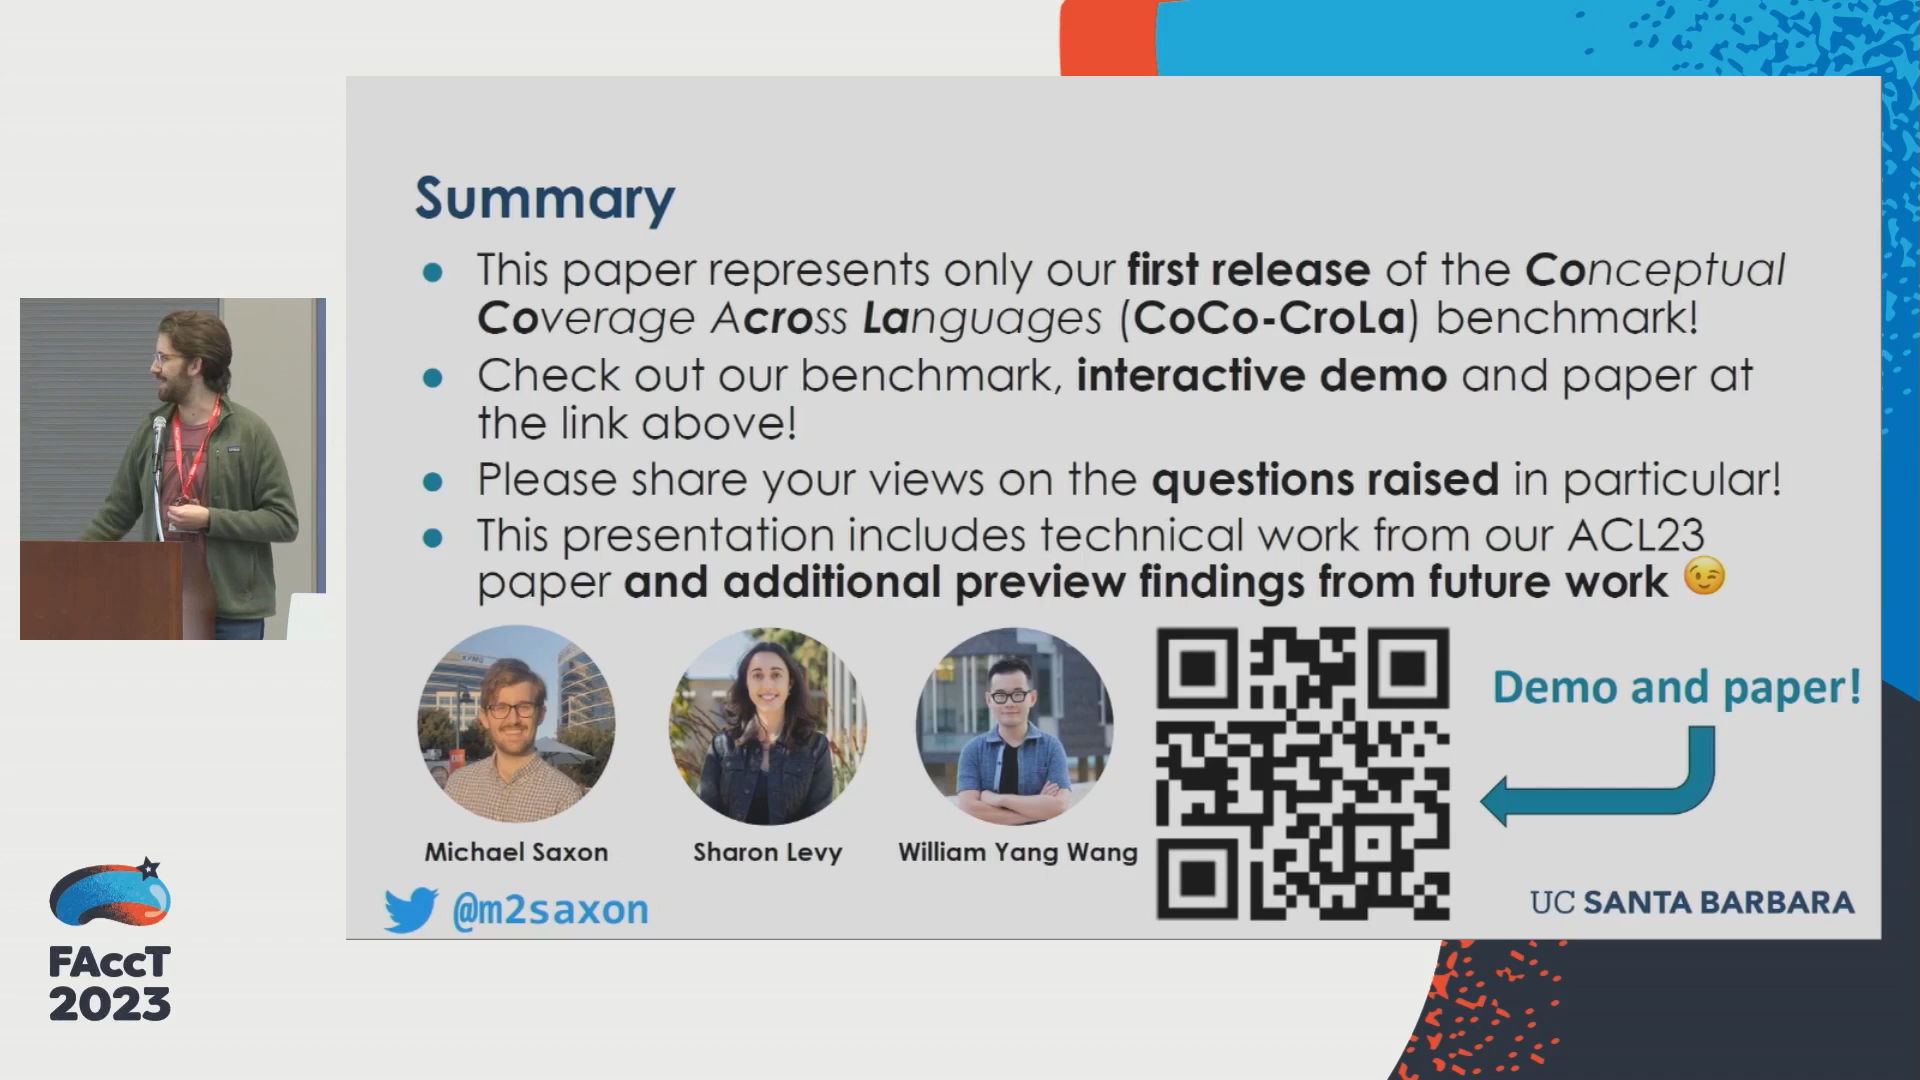 Summary
This paper represents only our first release of the Conceptual
Coverage Across Languages (CoCo-CroLa) benchmark!
Check out our benchmark, interactive demo and paper at
the link above!
Please share your views on the questions raised in particular!
This presentation includes technical work from our ACL23
paper and additional preview findings from future work 😉
Demo and paper!
Michael Saxon
Sharon Levy
William Yang Wang
@m2saxon
UC SANTA BARBARA
FAccT
2023